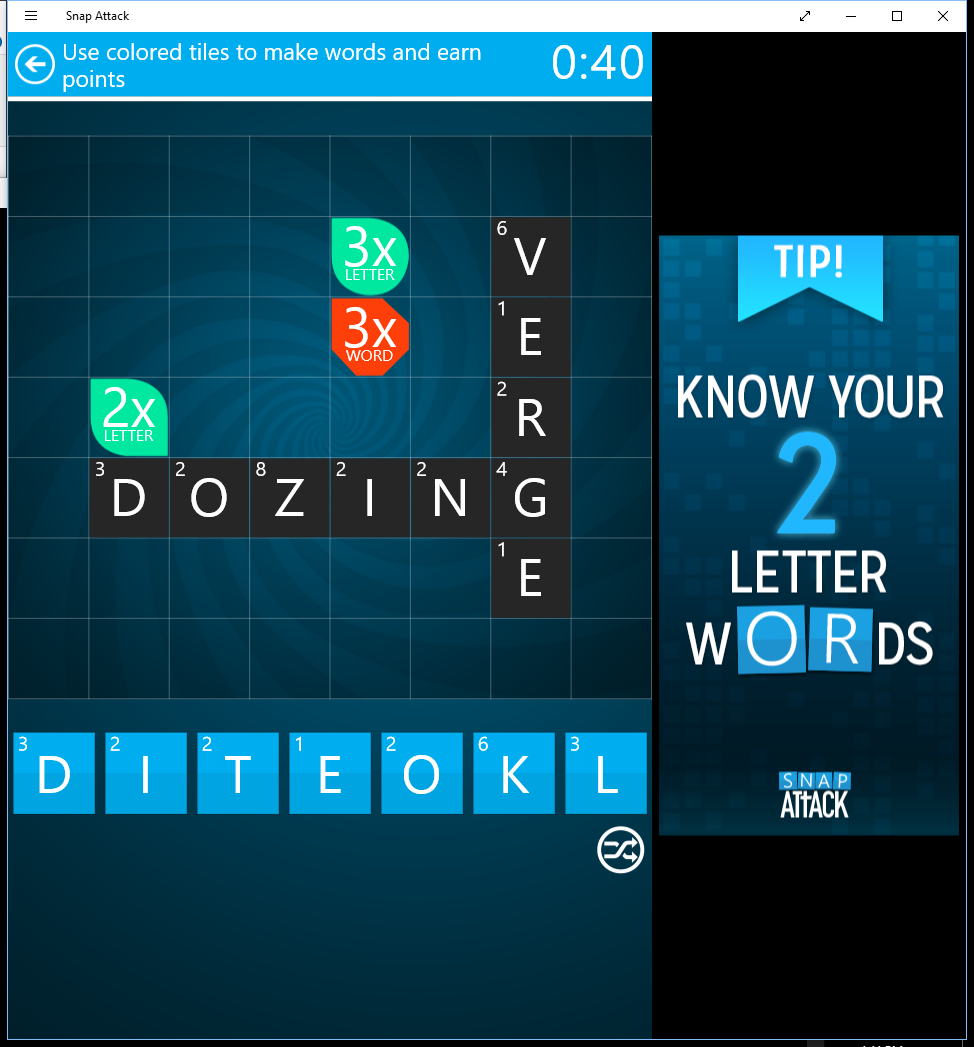 Snap Attack
Use colored tiles to make words and earn
points
0:40
3x
LETTER
6 V
3x
WORD
1 E
2x
LETTER
2 R
3 D 2 O 8 Z 2 I 2 N 4 G
1 E
3 D 2 I 2 T 1 E 2 O 6 K 3 L
TIP!
KNOW YOUR
2
LETTER
WORDS
SNAP
ATTACK